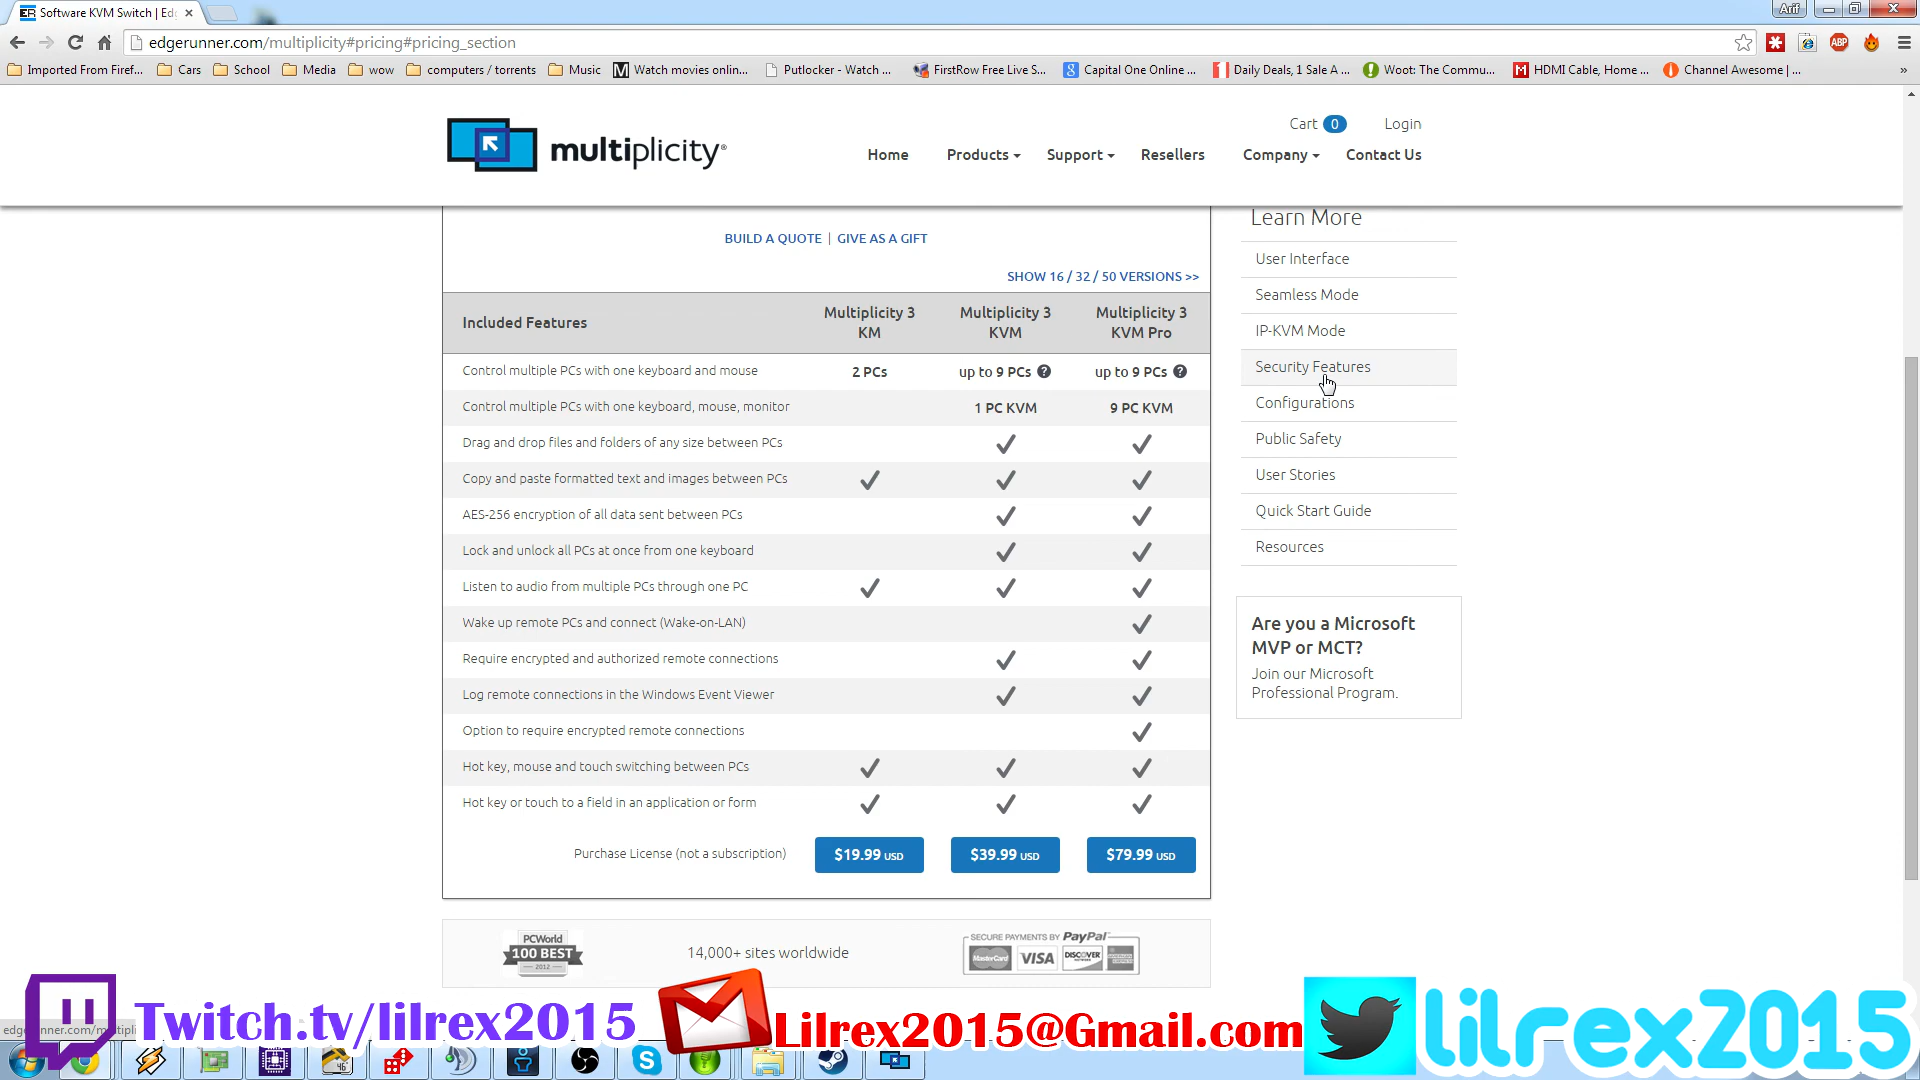 Software KVM Switch | Ed
Arif
edgerunner.com/multiplicity#pricing#pricing_section
ABP
Imported From Firef...
Cars
School
Media
wow
computers / torrents
Music
Watch movies onlin...
Putlocker - Watch ...
FirstRow Free Live S...
Capital One Online ...
Daily Deals, 1 Sale A ...
Woot: The Commu...
HDMI Cable, Home ...
Channel Awesome | ...
»
Cart 0
Login
multiplicity®
Home
Products
Support
Resellers
Company
Contact Us
BUILD A QUOTE | GIVE AS A GIFT
SHOW 16 / 32 / 50 VERSIONS >>
Included Features
Multiplicity 3
KM
Multiplicity 3
KVM
Multiplicity 3
KVM Pro
Control multiple PCs with one keyboard and mouse
2 PCs
up to 9 PCs ?
up to 9 PCs ?
Control multiple PCs with one keyboard, mouse, monitor
1 PC KVM
9 PC KVM
Drag and drop files and folders of any size between PCs
Copy and paste formatted text and images between PCs
AES-256 encryption of all data sent between PCs
Lock and unlock all PCs at once from one keyboard
Listen to audio from multiple PCs through one PC
Wake up remote PCs and connect (Wake-on-LAN)
Require encrypted and authorized remote connections
Log remote connections in the Windows Event Viewer
Option to require encrypted remote connections
Hot key, mouse and touch switching between PCs
Hot key or touch to a field in an application or form
Purchase License (not a subscription)
$19.99 USD
$39.99 USD
$79.99 USD
Learn More
User Interface
Seamless Mode
IP-KVM Mode
Security Features
Configurations
Public Safety
User Stories
Quick Start Guide
Resources
Are you a Microsoft
MVP or MCT?
Join our Microsoft
Professional Program.
PCWorld
100 BEST
2012
14,000+ sites worldwide
SECURE PAYMENTS BY PayPal
MasterCard
VISA
DISCOVER
edgerunner.com/multipli
Twitch.tv/lilrex2015
Lilrex2015@Gmail.com
lilrex2015
46